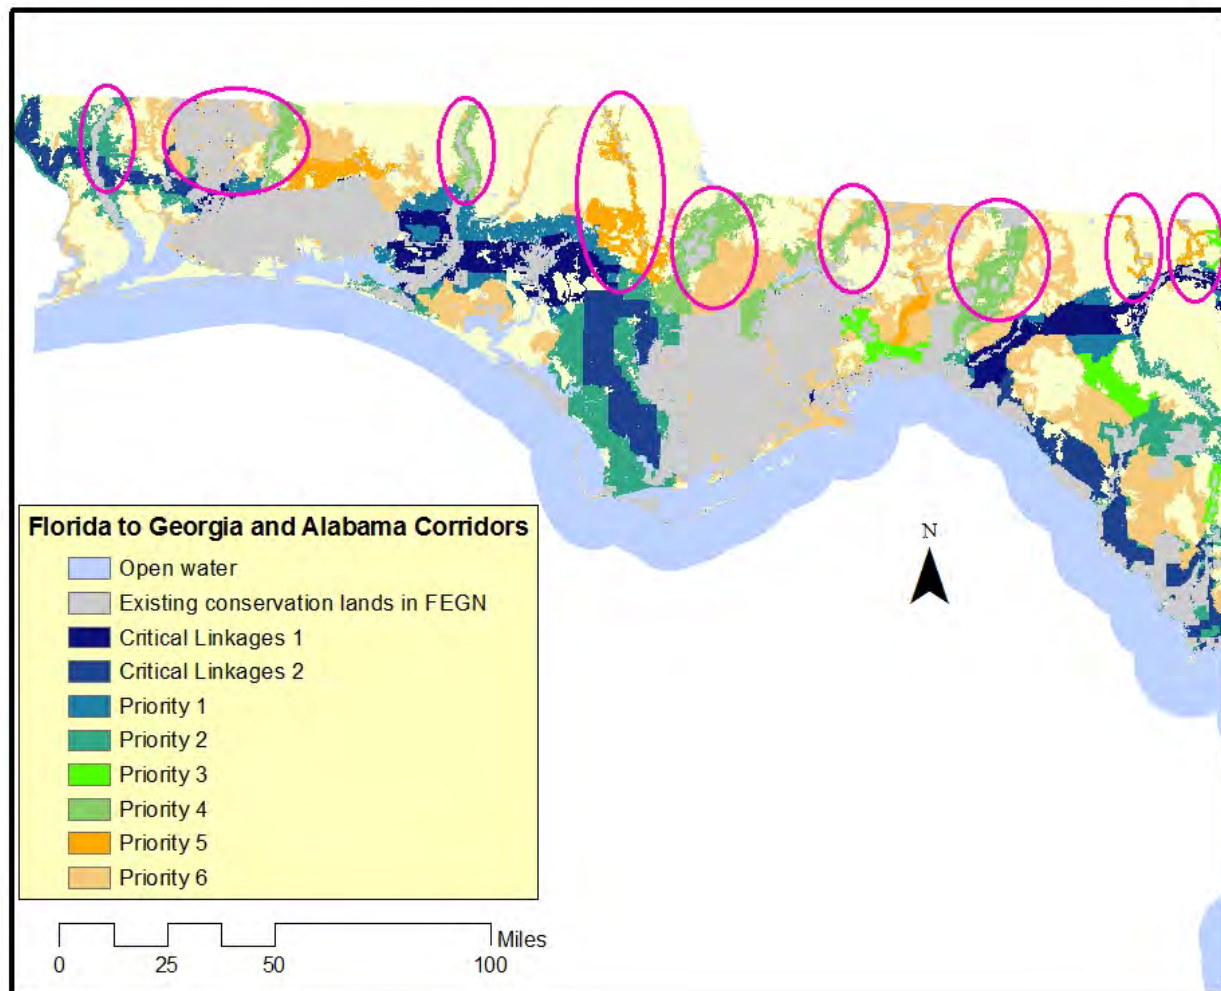 N
Florida to Georgia and Alabama Corridors
Open water
Existing conservation lands in FEGN
Critical Linkages 1
Critical Linkages 2
Priority 1
Priority 2
Priority 3
Priority 4
Priority 5
Priority 6
Miles
0 25 50 100